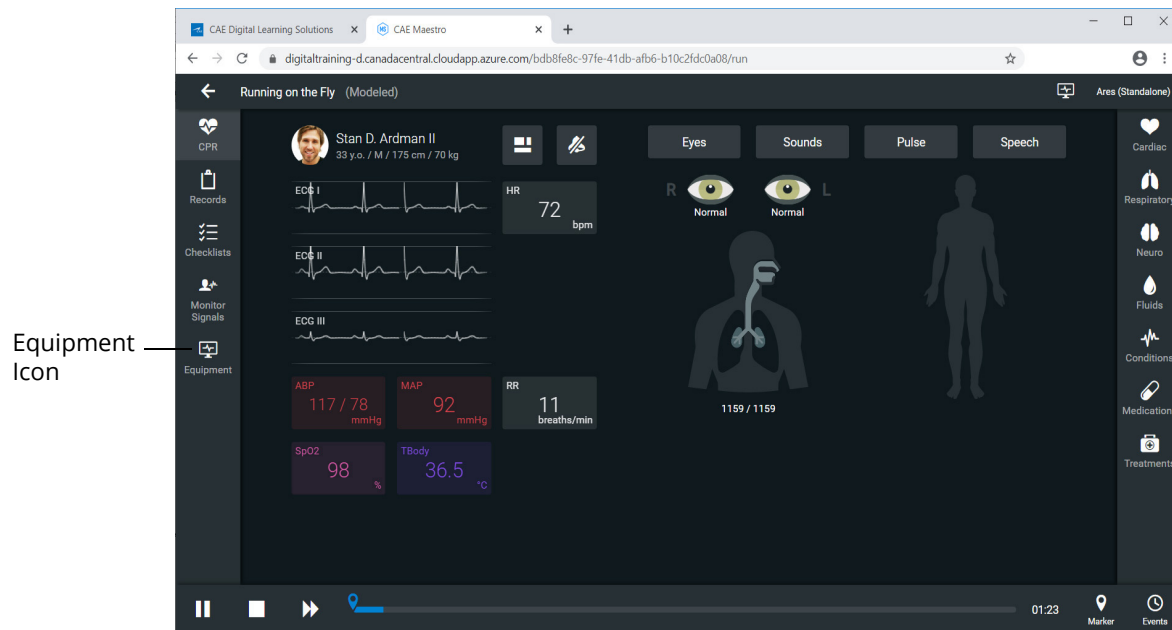 CAE Digital Learning Solutions
CAE Maestro
digitaltraining-d.canadacentral.cloudapp.azure.com/bdb8fe8c-97fe-41db-afb6-b10c2fdc0a08/run
Running on the Fly (Modeled)
Ares (Standalone)
CPR
Records
Checklists
Monitor
Signals
Equipment
Equipment
Icon
Stan D. Ardman II
33 y.o. / M / 175 cm / 70 kg
ECG I
HR
72
bpm
ECG II
ECG III
ABP
117 / 78
mmHg
MAP
92
mmHg
RR
11
breaths/min
SpO2
98
%
TBody
36.5
°C
Eyes
Sounds
Pulse
Speech
R
L
Normal
Normal
1159 / 1159
Cardiac
Respiratory
Neuro
Fluids
Conditions
Medication
Treatments
01:23
Marker
Events